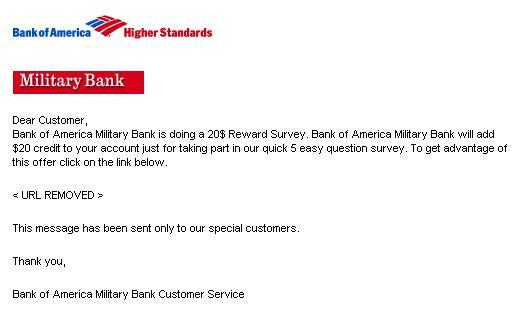 Bank of America Higher Standards
Military Bank
Dear Customer,
Bank of America Military Bank is doing a 20$ Reward Survey. Bank of America Military Bank will add
$20 credit to your account just for taking part in our quick 5 easy question survey. To get advantage of
this offer click on the link below.
< URL REMOVED >
This message has been sent only to our special customers.
Thank you,
Bank of America Military Bank Customer Service